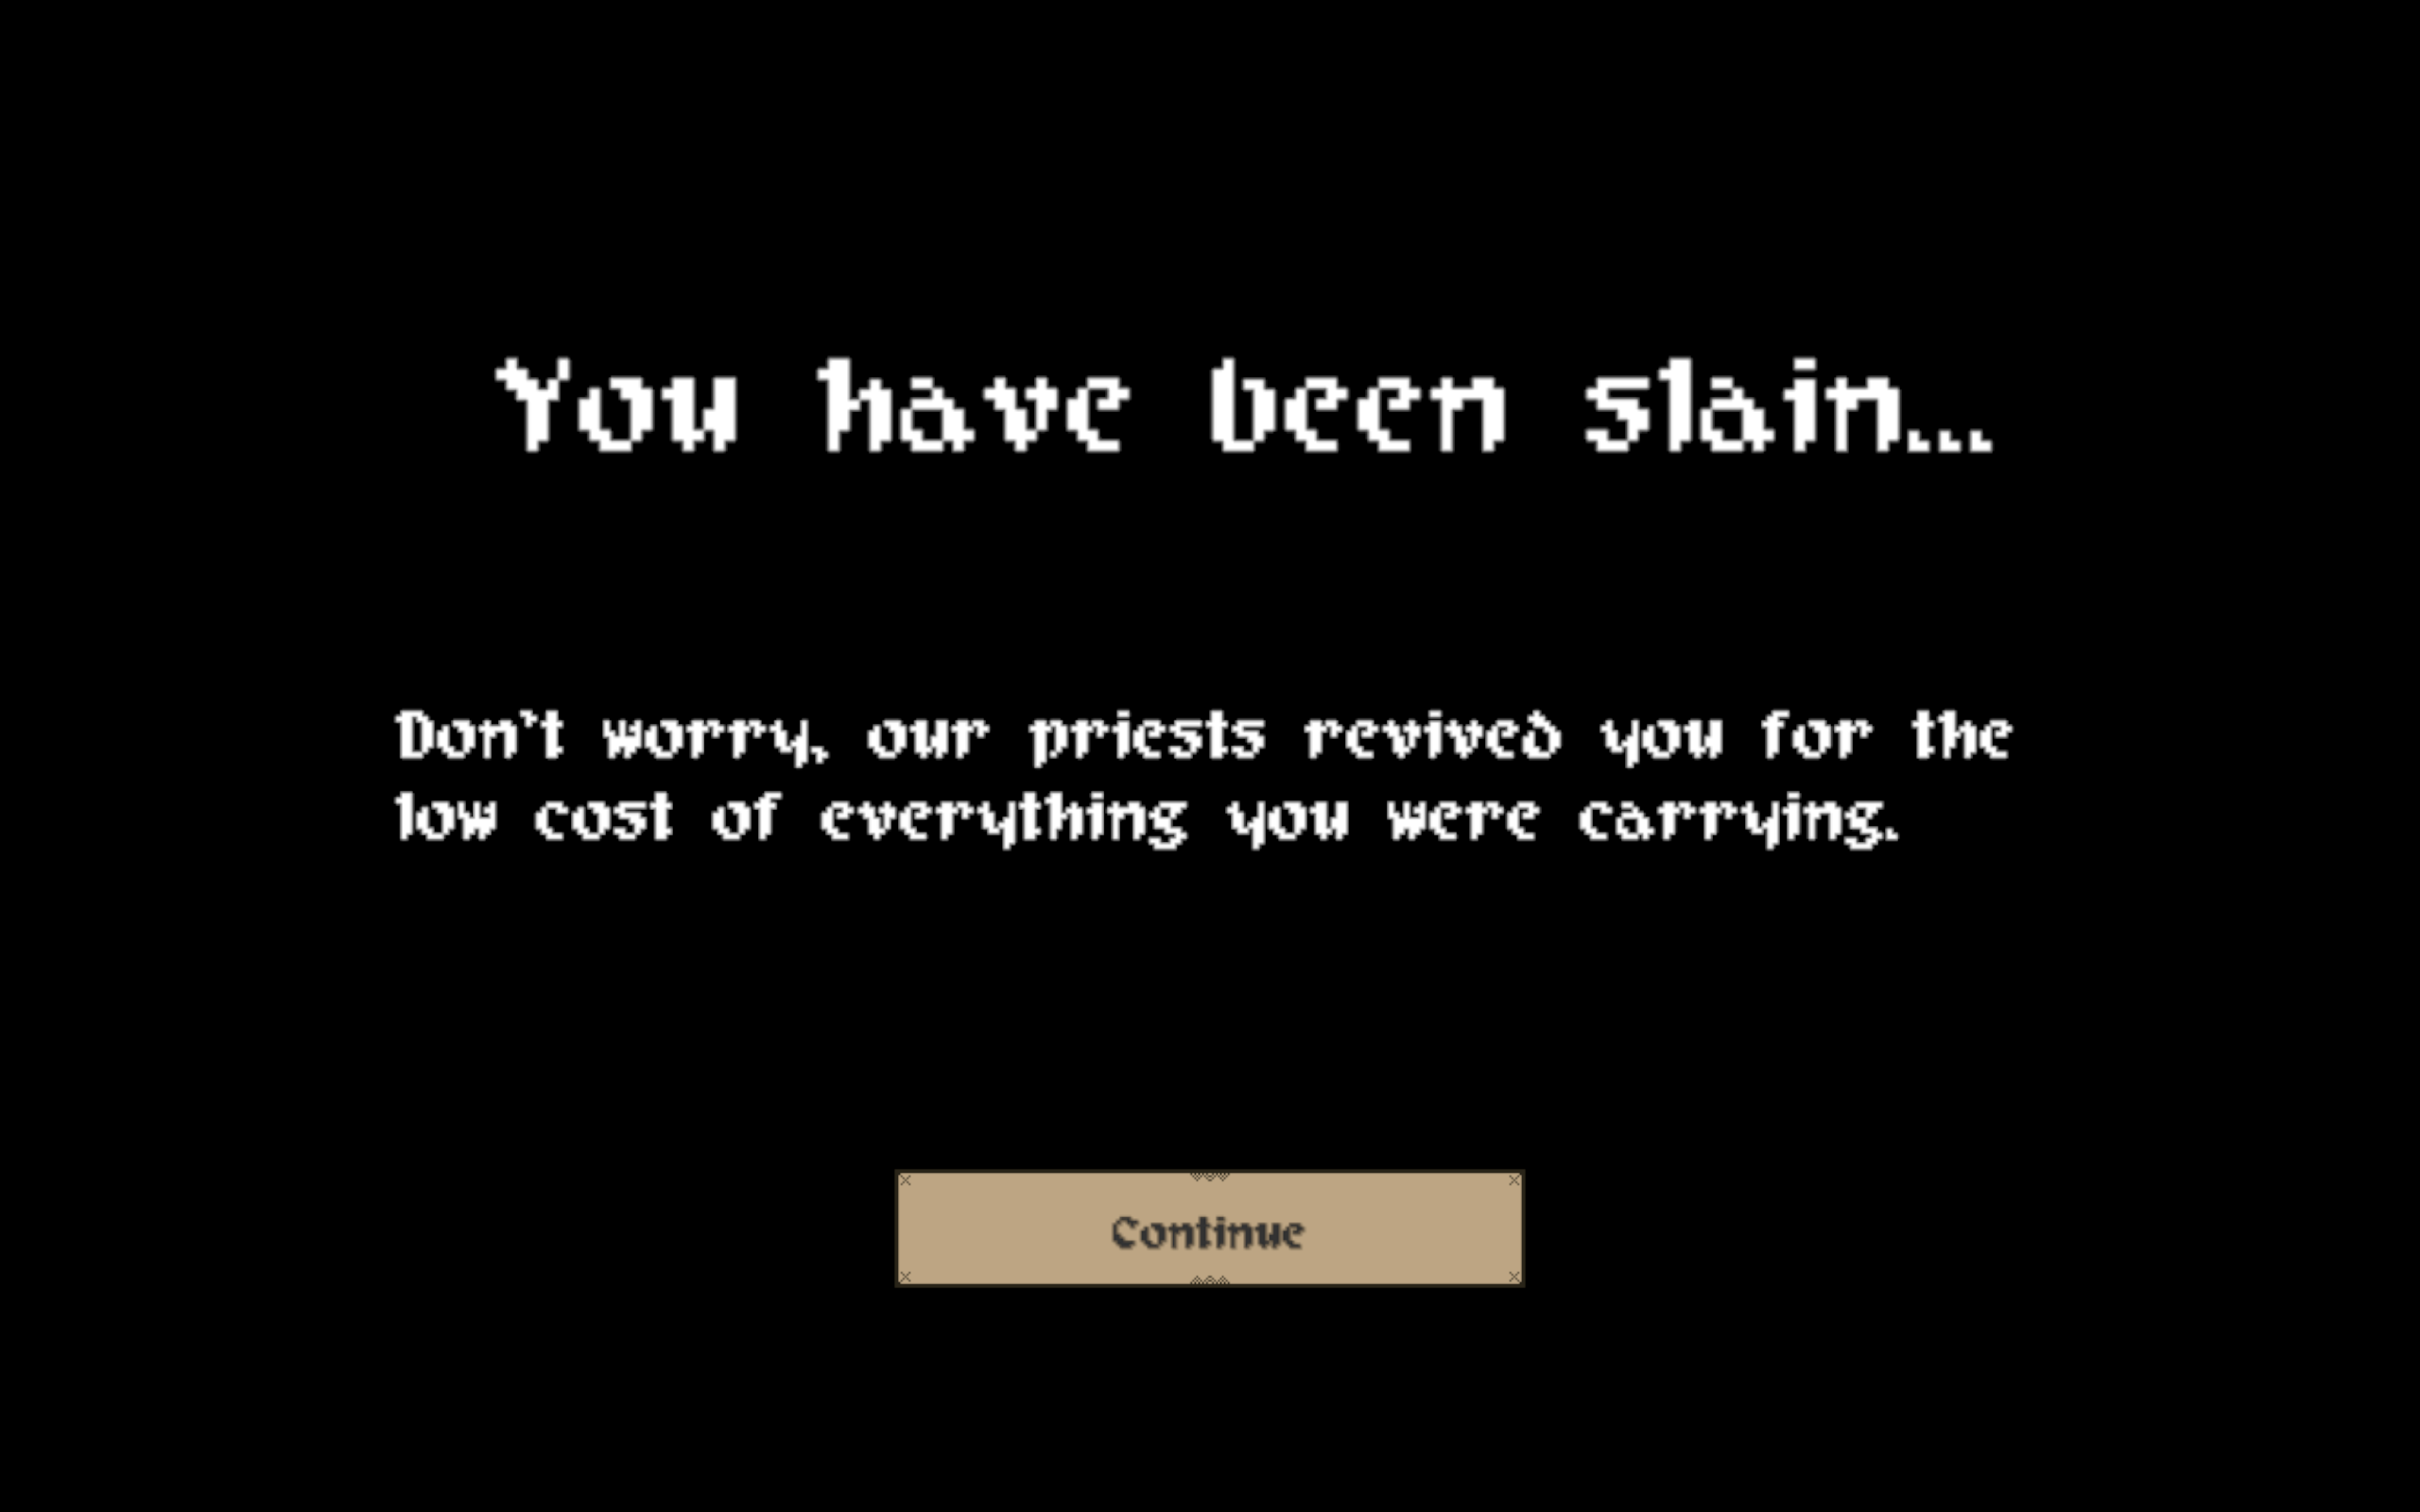 You have been slain...
Don't worry, our priests revived you for the
low cost of everything you were carrying.
Continue